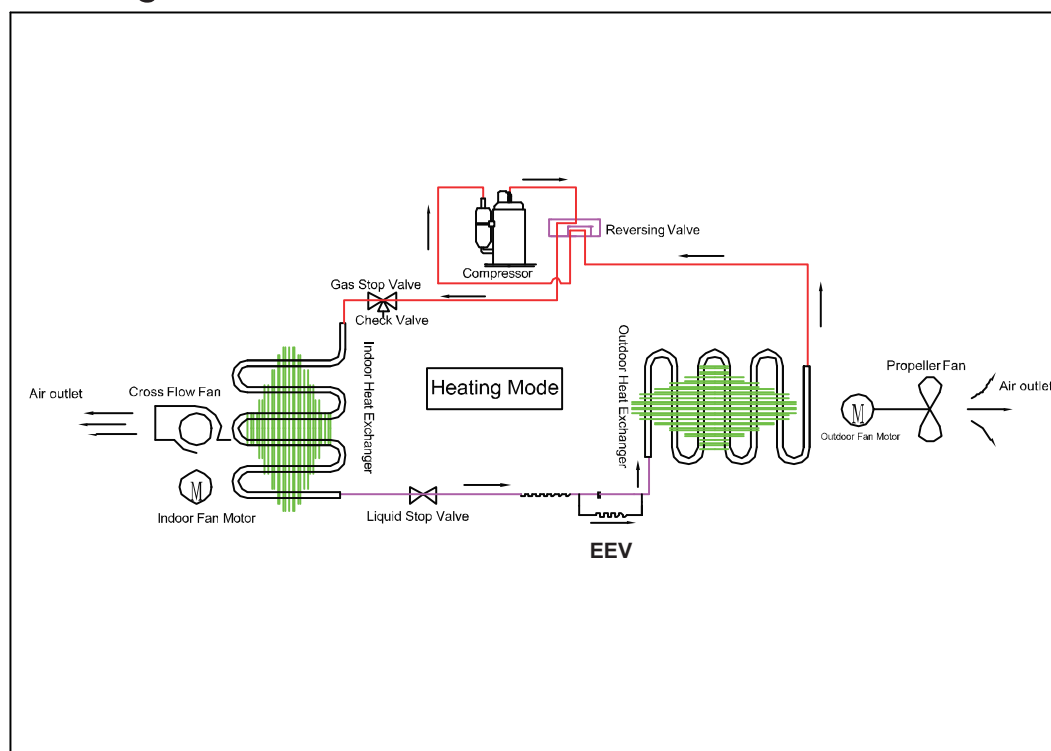 Reversing Valve
Compressor
Gas Stop Valve
Check Valve
Indoor Heat Exchanger
Outdoor Heat Exchanger
Heating Mode
Propeller Fan
Air outlet
Cross Flow Fan
Air outlet
M
Outdoor Fan Motor
M
Indoor Fan Motor
Liquid Stop Valve
EEV